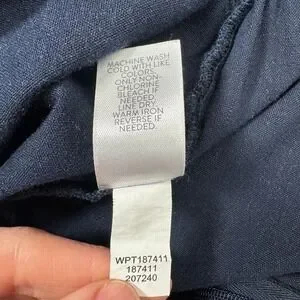 MACHINE WASH
COLD WITH LIKE
COLORS.
ONLY NON-
CHLORINE
BLEACH IF
NEEDED.
LINE DRY.
WARM IRON
REVERSE IF
NEEDED.
WPT187411
187411
207240